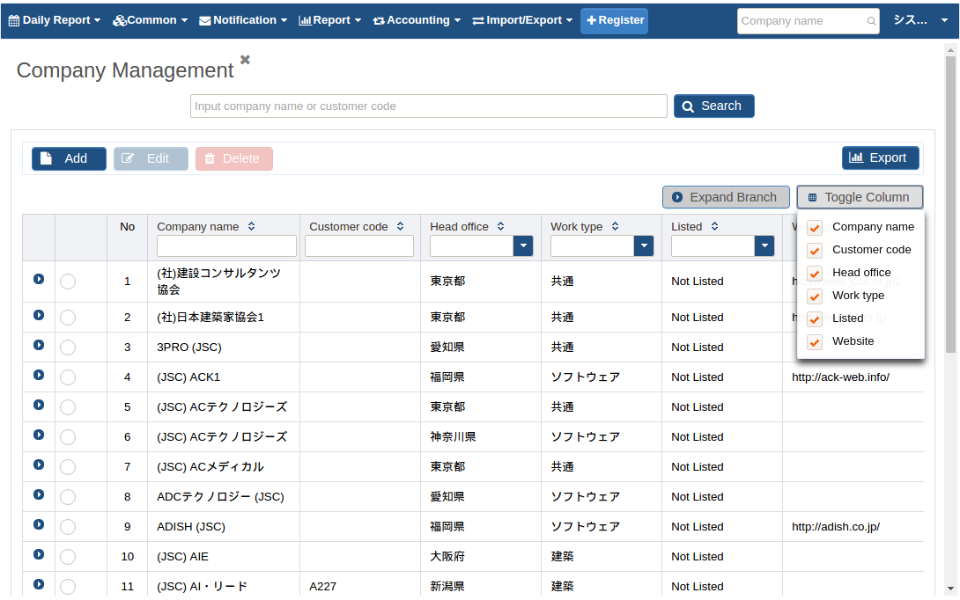 Daily Report Common Notification Report Accounting Import/Export Register Company name シス...
Company Management
Input company name or customer code Search
Add Edit Delete Export
Expand Branch Toggle Column
No Company name Customer code Head office Work type Listed
Company name
Customer code
Head office
Work type
Listed
Website
1 (社)建設コンサルタンツ協会 東京都 共通 Not Listed
2 (社)日本建築家協会1 東京都 共通 Not Listed
3 3PRO (JSC) 愛知県 共通 Not Listed
4 (JSC) ACK1 福岡県 ソフトウェア Not Listed http://ack-web.info/
5 (JSC) ACテクノロジーズ 東京都 共通 Not Listed
6 (JSC) ACテクノロジーズ 神奈川県 ソフトウェア Not Listed
7 (JSC) ACメディカル 東京都 共通 Not Listed
8 ADCテクノロジー (JSC) 愛知県 ソフトウェア Not Listed
9 ADISH (JSC) 福岡県 ソフトウェア Not Listed http://adish.co.jp/
10 (JSC) AIE 大阪府 建築 Not Listed
11 (JSC) AI・リード A227 新潟県 建築 Not Listed